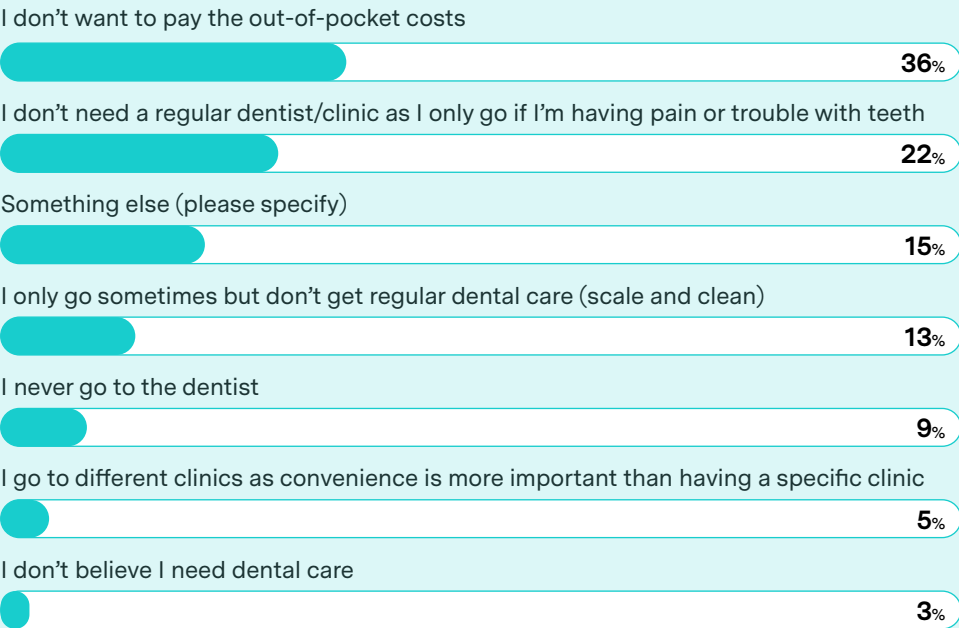 I don’t want to pay the out-of-pocket costs
36%
I don’t need a regular dentist/clinic as I only go if I’m having pain or trouble with teeth
22%
Something else (please specify)
15%
I only go sometimes but don’t get regular dental care (scale and clean)
13%
I never go to the dentist
9%
I go to different clinics as convenience is more important than having a specific clinic
5%
I don’t believe I need dental care
3%